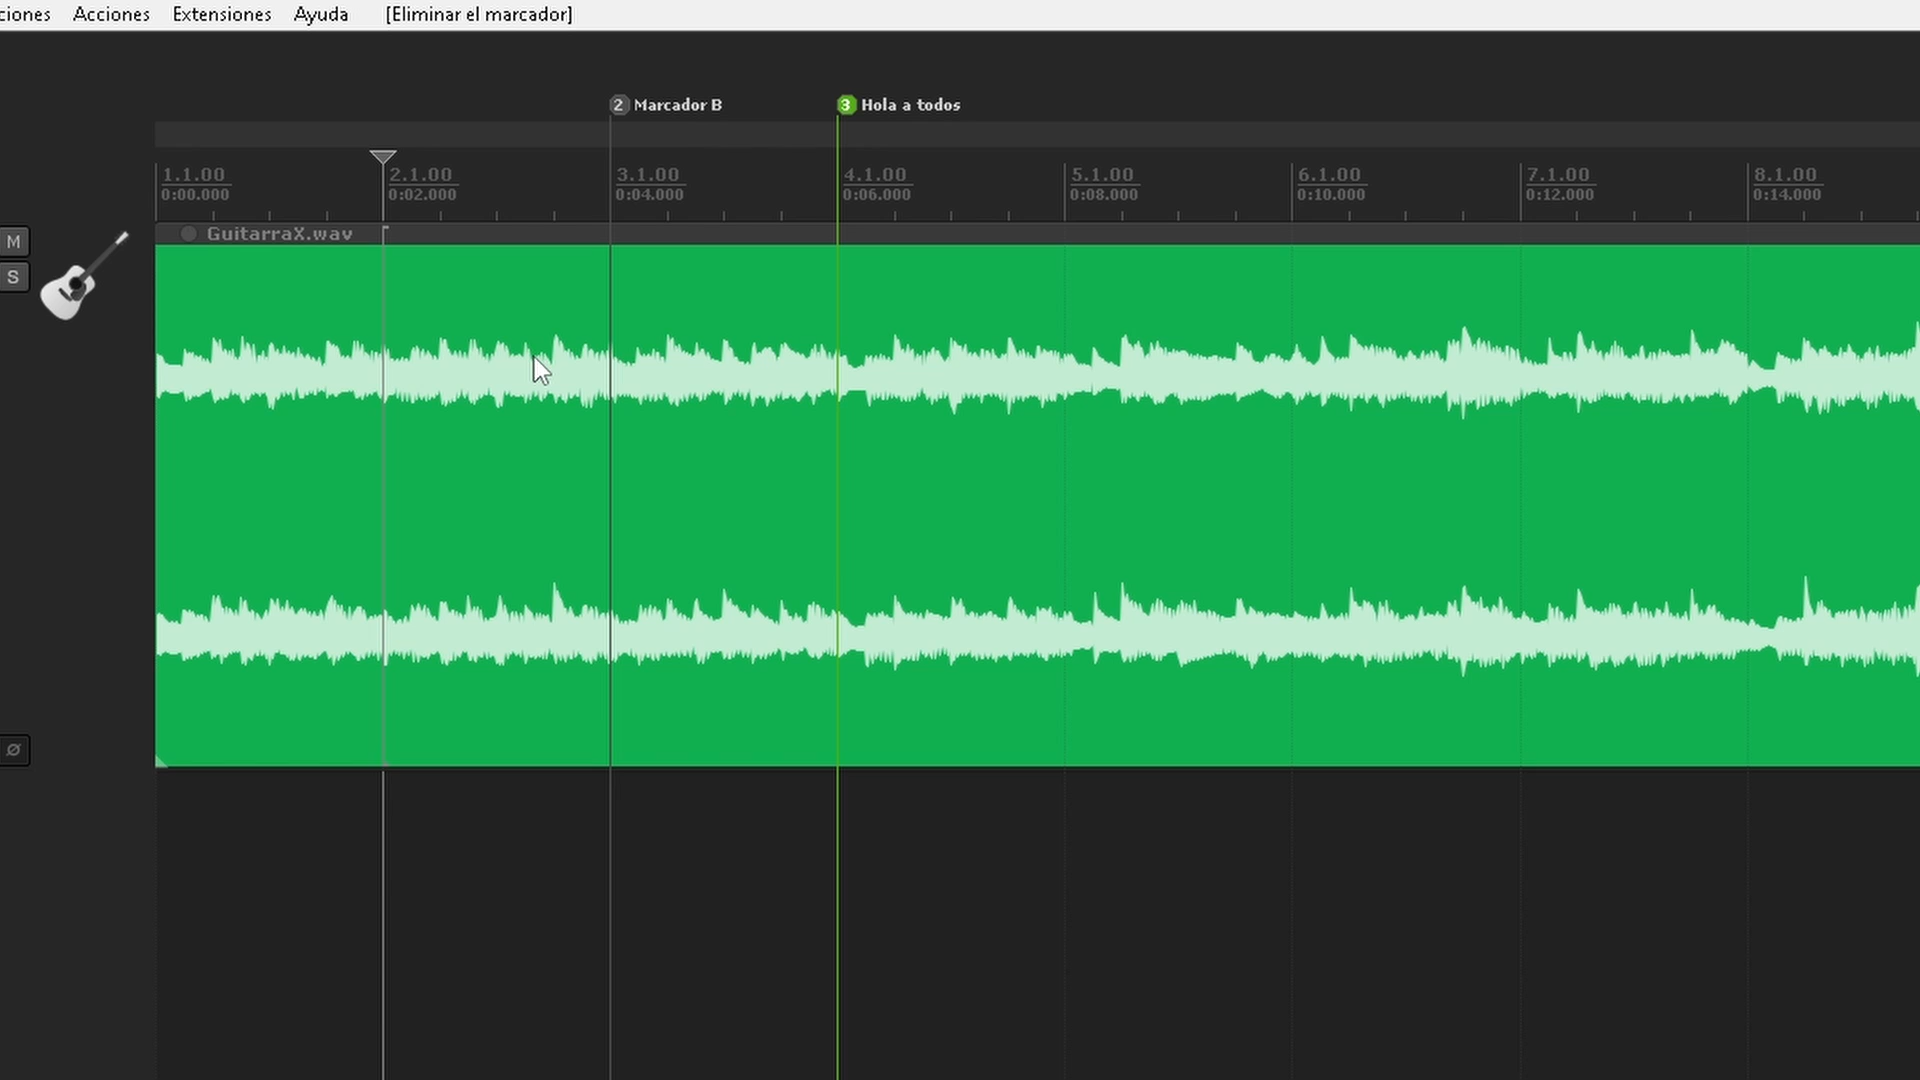 ciones Acciones Extensiones Ayuda [Eliminar el marcador]
2 Marcador B 3 Hola a todos
1.1.00 2.1.00 3.1.00 4.1.00 5.1.00 6.1.00 7.1.00 8.1.00
0:00.000 0:02.000 0:04.000 0:06.000 0:08.000 0:10.000 0:12.000 0:14.000
GuitarraX.wav
M
S
Ø